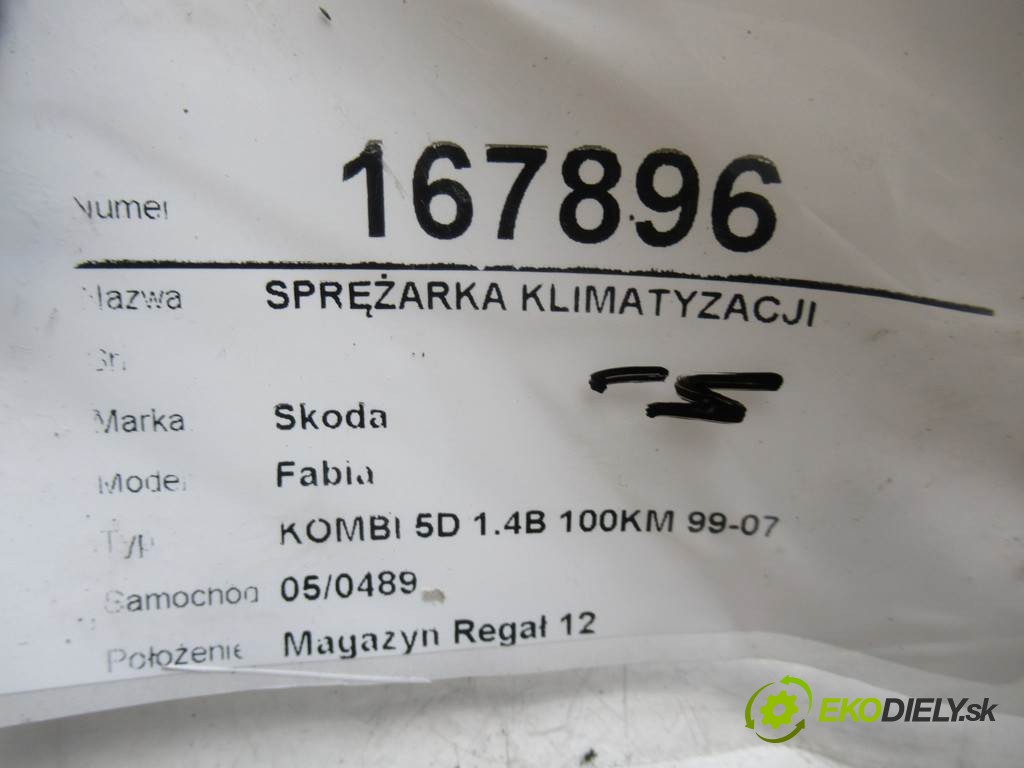 Numer 167896
Nazwa SPRĘŻARKA KLIMATYZACJI
Marka Skoda
Model Fabia
Typ KOMBI 5D 1.4B 100KM 99-07
Samochód 05/0489
Położenie Magazyn Regał 12
EKODIELY.sk